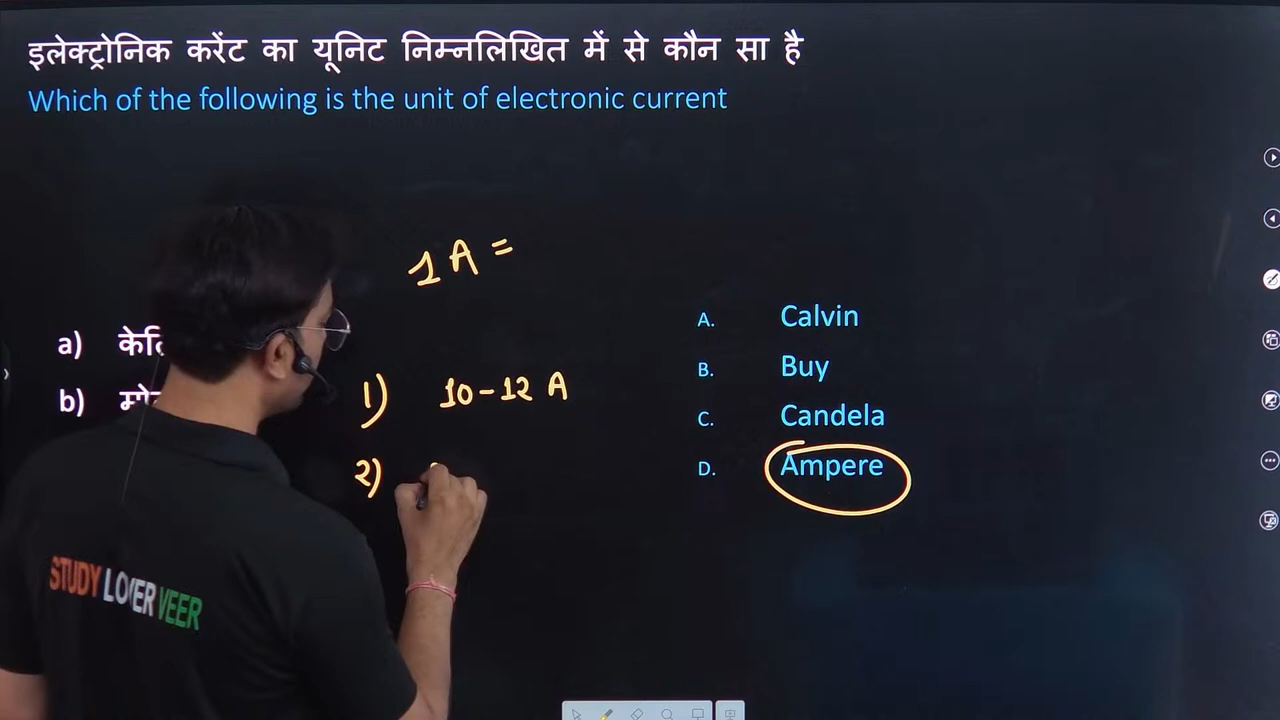 इलेक्ट्रोनिक करेंट का यूनिट निम्नलिखित में से कौन सा है
Which of the following is the unit of electronic current
1 A =
a)
b)
1) 10-12 A
2)
A. Calvin
B. Buy
C. Candela
D. Ampere
STUDY LOVER VEER